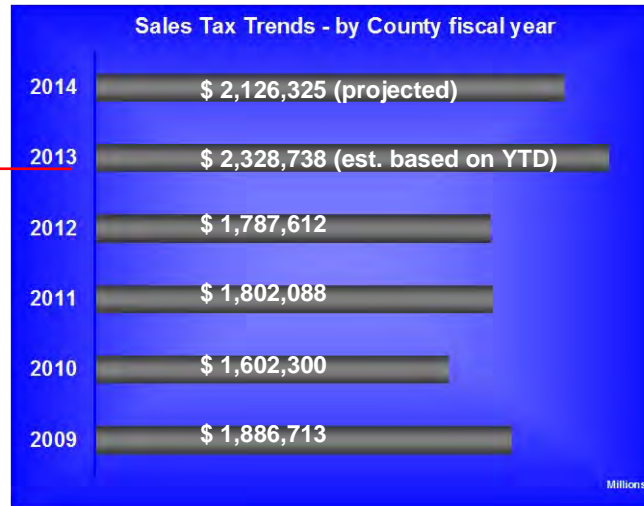 Sales Tax Trends - by County fiscal year
2014 $ 2,126,325 (projected)
2013 $ 2,328,738 (est. based on YTD)
2012 $ 1,787,612
2011 $ 1,802,088
2010 $ 1,602,300
2009 $ 1,886,713
Millions